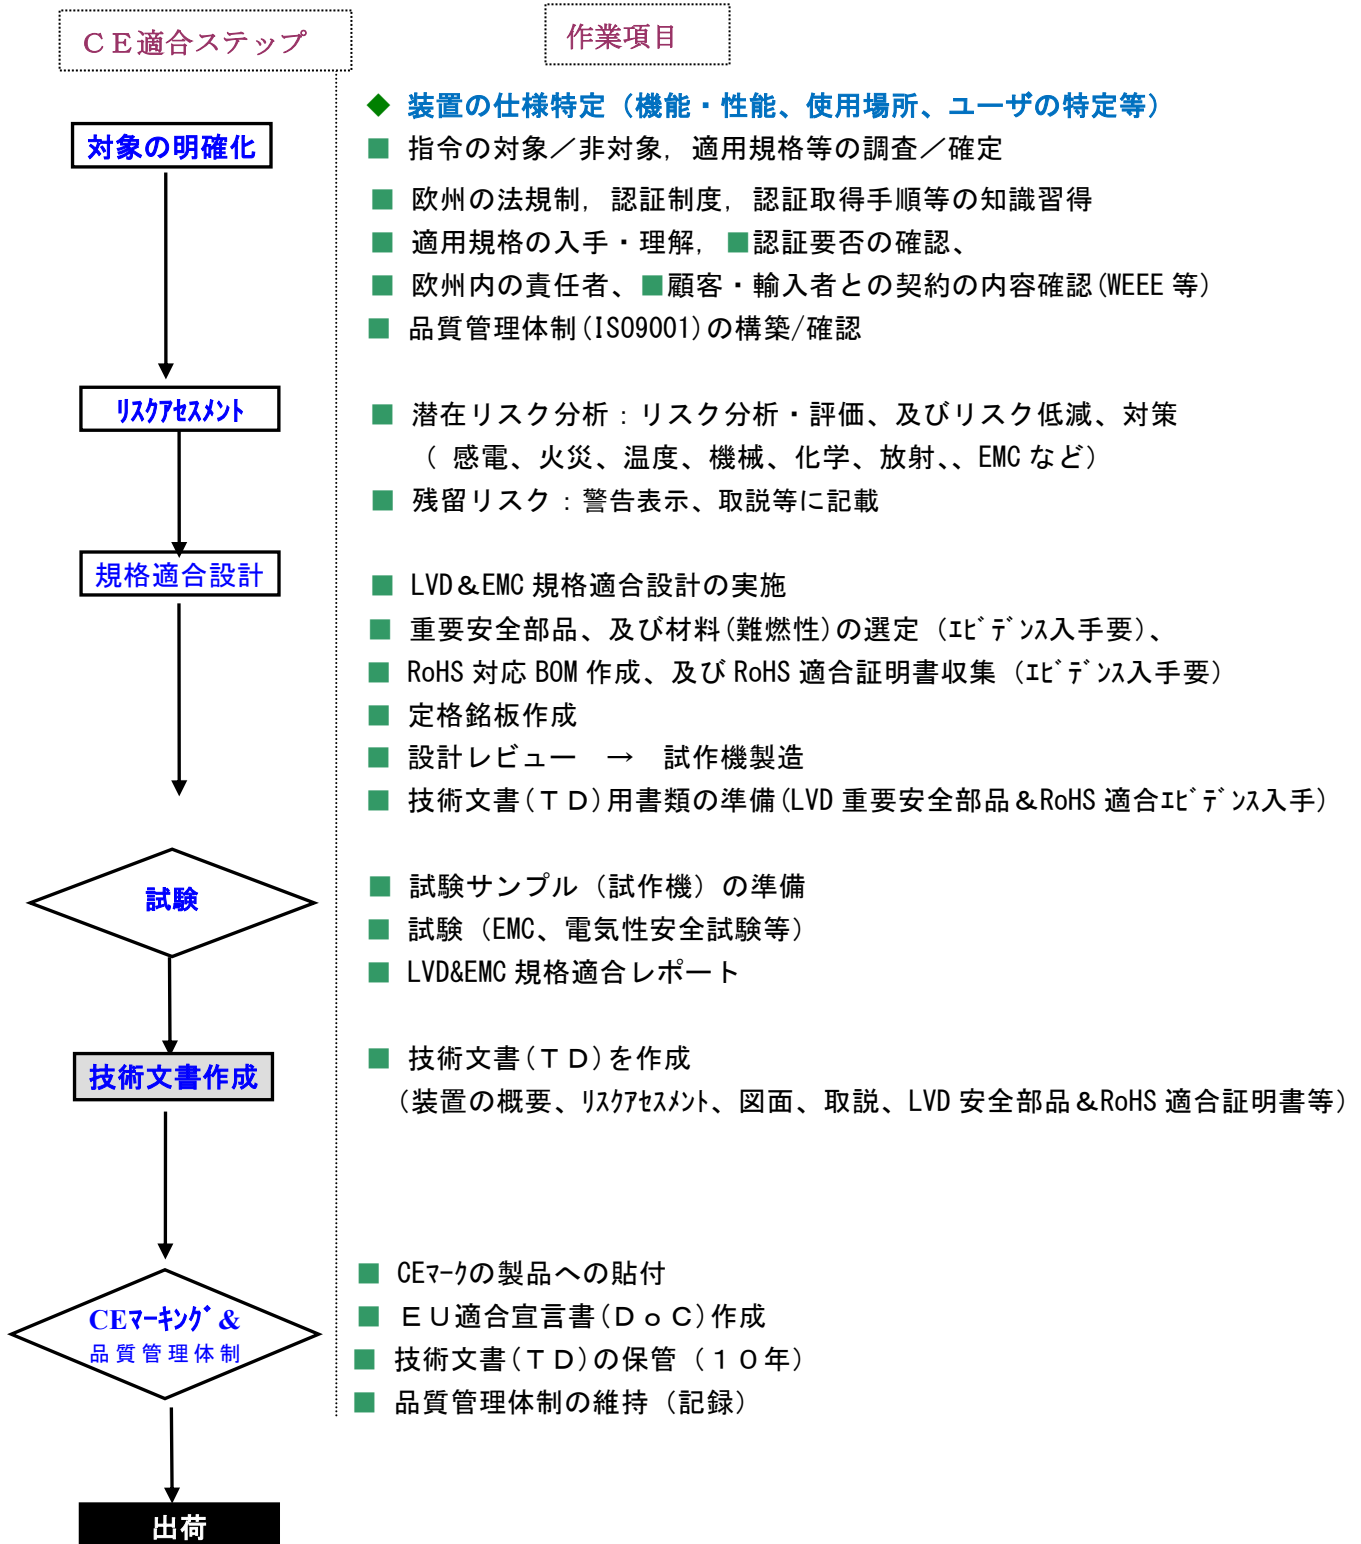 ＣＥ適合ステップ
作業項目
◆ 装置の仕様特定（機能・性能、使用場所、ユーザの特定等）
対象の明確化
■ 指令の対象／非対象，適用規格等の調査／確定
■ 欧州の法規制，認証制度，認証取得手順等の知識習得
■ 適用規格の入手・理解，■認証要否の確認、
■ 欧州内の責任者、■顧客・輸入者との契約の内容確認(WEEE 等)
■ 品質管理体制(ISO9001)の構築/確認
ﾘｽｸｱｾｽﾒﾝﾄ
■ 潜在リスク分析：リスク分析・評価、及びリスク低減、対策
（ 感電、火災、温度、機械、化学、放射、、EMC など）
■ 残留リスク：警告表示、取説等に記載
規格適合設計
■ LVD＆EMC 規格適合設計の実施
■ 重要安全部品、及び材料(難燃性)の選定（ｴﾋﾞﾃﾞﾝｽ入手要）、
■ RoHS 対応 BOM 作成、及び RoHS 適合証明書収集（ｴﾋﾞﾃﾞﾝｽ入手要）
■ 定格銘板作成
■ 設計レビュー　→　試作機製造
■ 技術文書(ＴＤ)用書類の準備(LVD 重要安全部品＆RoHS 適合ｴﾋﾞﾃﾞﾝｽ入手)
試験
■ 試験サンプル（試作機）の準備
■ 試験（EMC、電気性安全試験等）
■ LVD&EMC 規格適合レポート
技術文書作成
■ 技術文書(ＴＤ)を作成
（装置の概要、ﾘｽｸｱｾｽﾒﾝﾄ、図面、取説、LVD 安全部品＆RoHS 適合証明書等）
CEﾏｰｷﾝｸﾞ &
品質管理体制
■ CEﾏｰｸの製品への貼付
■ ＥＵ適合宣言書(ＤｏＣ)作成
■ 技術文書(ＴＤ)の保管（１０年）
■ 品質管理体制の維持（記録）
出荷